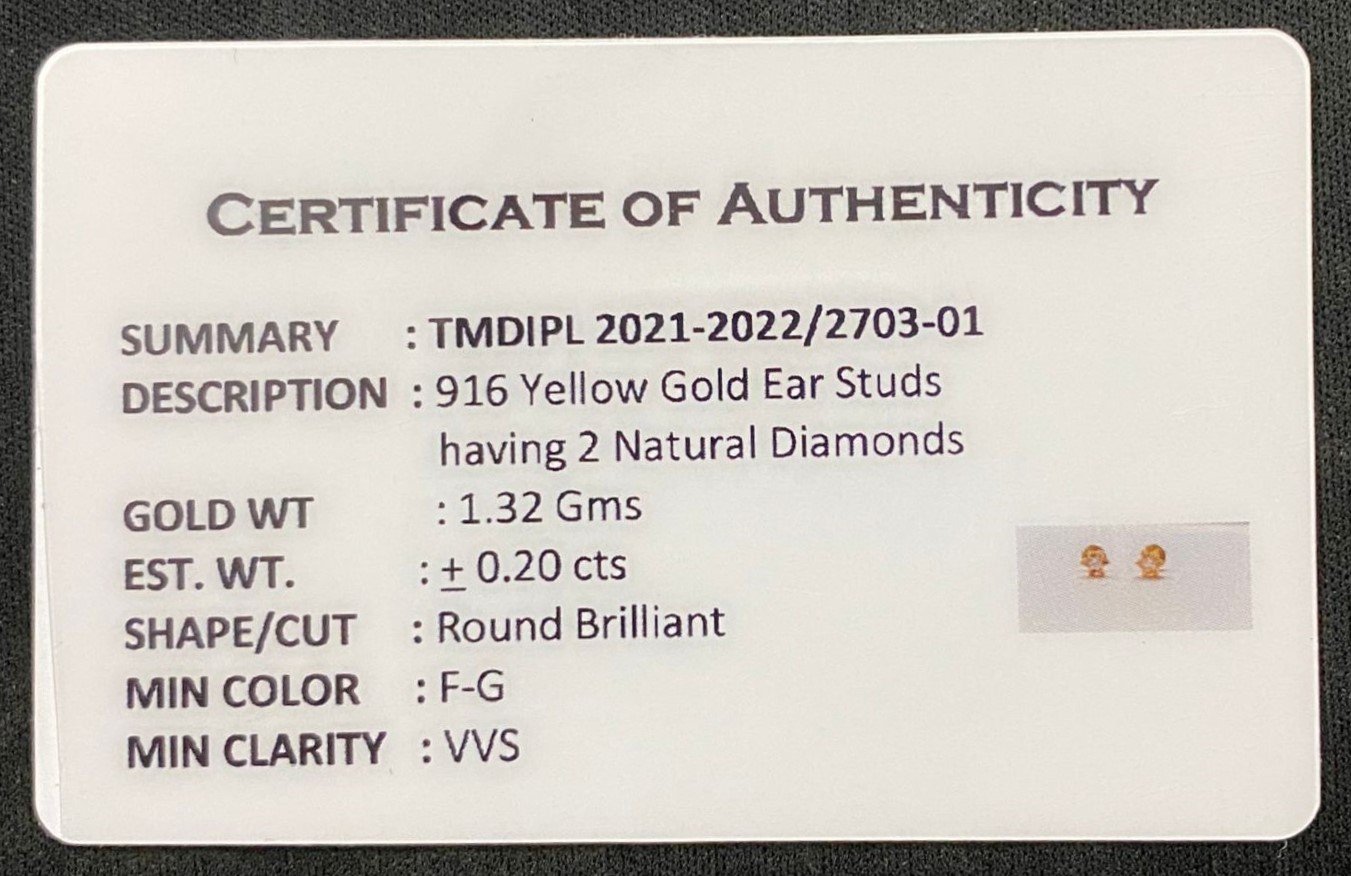 CERTIFICATE OF AUTHENTICITY
SUMMARY : TMDIPL 2021-2022/2703-01
DESCRIPTION : 916 Yellow Gold Ear Studs
having 2 Natural Diamonds
GOLD WT : 1.32 Gms
EST. WT. : ± 0.20 cts
SHAPE/CUT : Round Brilliant
MIN COLOR : F-G
MIN CLARITY : VVS